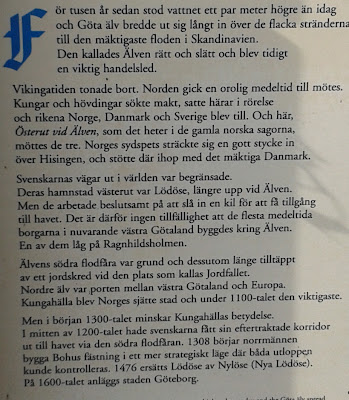 För tusen år sedan stod vattnet ett par meter högre än idag
och Göta älv bredde ut sig långt in över de flacka stränderna
till den mäktigaste floden i Skandinavien.
Den kallades Älven rätt och slätt och blev tidigt
en viktig handelsled.
Vikingatiden tonade bort. Norden gick en orolig medeltid till mötes.
Kungar och hövdingar sökte makt, satte härar i rörelse
och rikena Norge, Danmark och Sverige blev till. Och här,
Österut vid Älven, som det heter i de gamla norska sagorna,
möttes de tre. Norges sydspets sträckte sig en gott stycke in
över Hisingen, och stötte där ihop med det mäktiga Danmark.
Svenskarnas vägar ut i världen var begränsade.
Deras hamnstad västerut var Lödöse, längre upp vid Älven.
Men de arbetade beslutsamt på att slå in en kil för att få tillgång
till havet. Det är därför ingen tillfällighet att de flesta medeltida
borgarna i nuvarande västra Götaland byggdes kring Älven.
En av dem låg på Ragnhildsholmen.
Älvens södra flodfåra var grund och dessutom länge tilltäppt
av ett jordskred vid den plats som kallas Jordfallet.
Nordre älv var porten mellan västra Götaland och Europa.
Kungahälla blev Norges sjätte stad och under 1100-talet den viktigaste.
Men i början 1300-talet minskar Kungahällas betydelse.
I mitten av 1200-talet hade svenskarna fått sin eftertraktade korridor
ut till havet via den södra flodfåran. 1308 börjar norrmännen
bygga Bohus fästning i ett mer strategiskt läge där båda utloppen
kunde kontrolleras. 1476 ersätts Lödöse av Nylöse (Nya Lödöse).
På 1600-talet anläggs staden Göteborg.